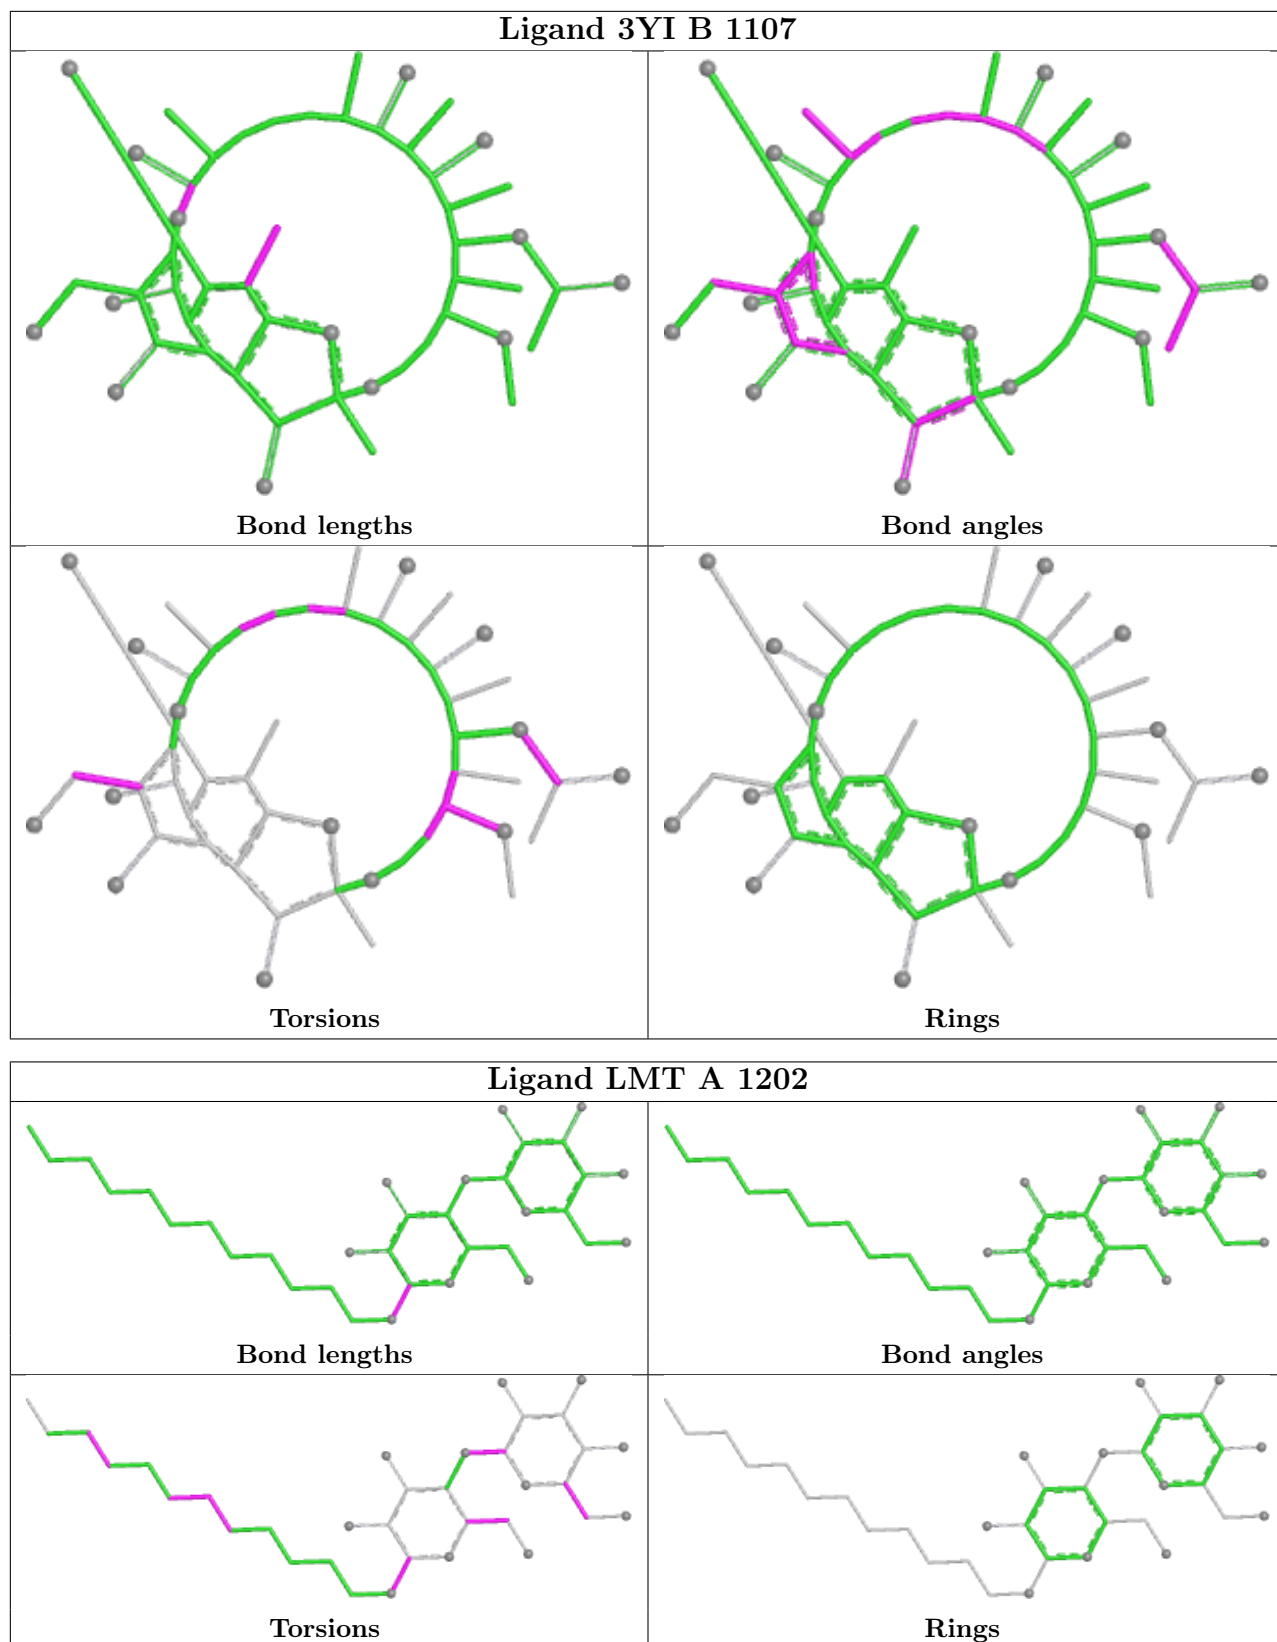 Ligand 3YI B 1107
Bond lengths
Bond angles
Torsions
Rings
Ligand LMT A 1202
Bond lengths
Bond angles
Torsions
Rings